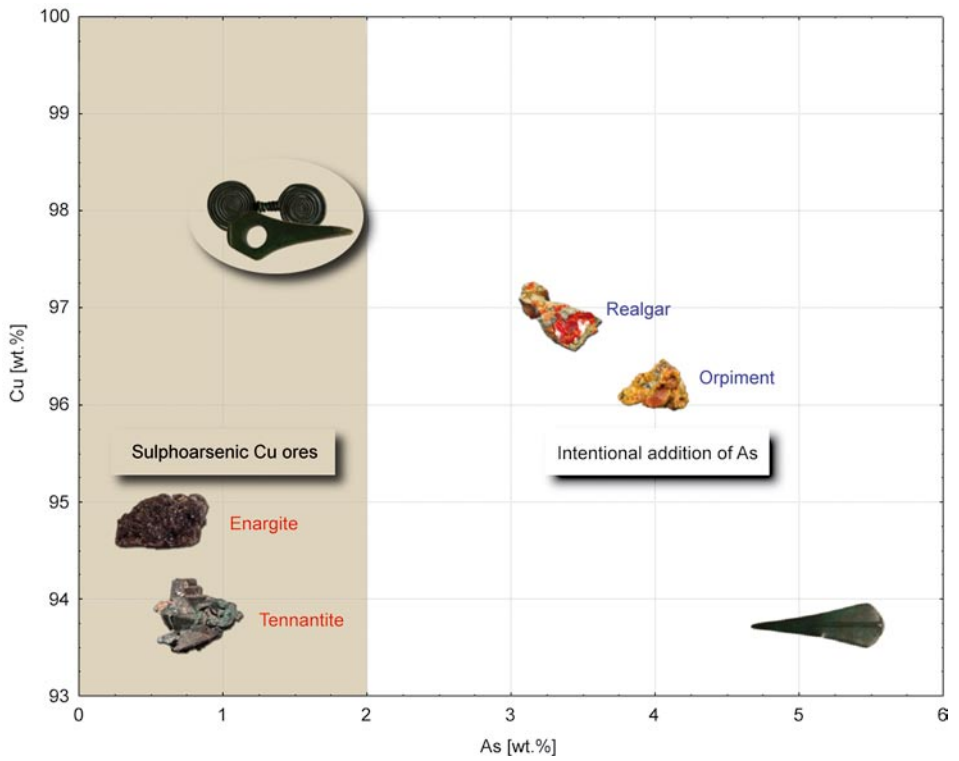 100
99
98
97
96
95
94
93
Cu [wt.%]
Realgar
Orpiment
Sulphoarsenic Cu ores
Intentional addition of As
Enargite
Tennantite
0 1 2 3 4 5 6
As [wt.%]